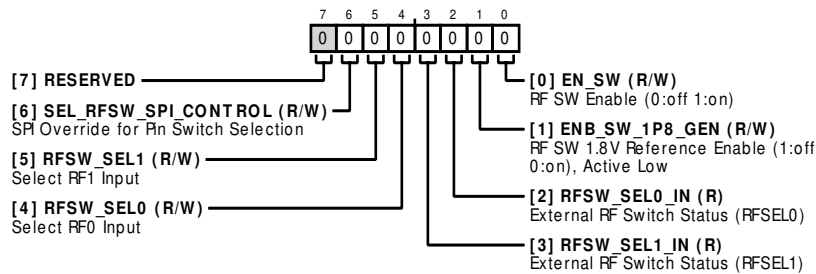 7 6 5 4 3 2 1 0
0 0 0 0 0 0 0 0
[7] RESERVED
[6] SEL_RFSW_SPI_CONTROL (R/W)
SPI Override for Pin Switch Selection
[5] RFSW_SEL1 (R/W)
Select RF1 Input
[4] RFSW_SEL0 (R/W)
Select RF0 Input
[0] EN_SW (R/W)
RF SW Enable (0:off 1:on)
[1] ENB_SW_1P8_GEN (R/W)
RF SW 1.8V Reference Enable (1:off
0:on), Active Low
[2] RFSW_SEL0_IN (R)
External RF Switch Status (RFSEL0)
[3] RFSW_SEL1_IN (R)
External RF Switch Status (RFSEL1)